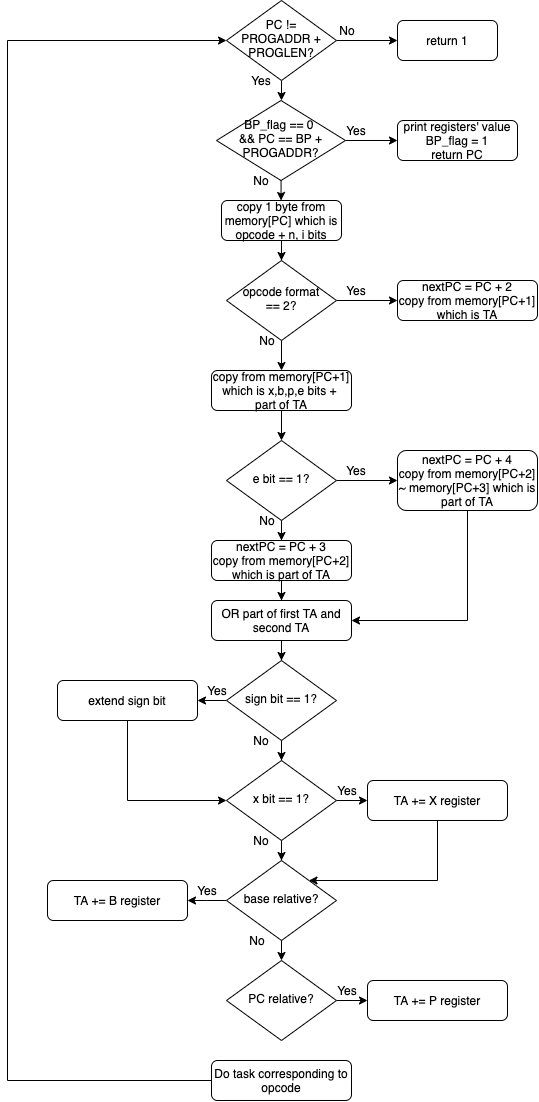 PC !=
PROGADDR +
PROGLEN?
No
return 1
Yes
BP_flag == 0
&& PC == BP +
PROGADDR?
Yes
print registers' value
BP_flag = 1
return PC
No
copy 1 byte from
memory[PC] which is
opcode + n, i bits
opcode format
== 2?
Yes
nextPC = PC + 2
copy from memory[PC+1]
which is TA
No
copy from memory[PC+1]
which is x,b,p,e bits +
part of TA
e bit == 1?
Yes
nextPC = PC + 4
copy from memory[PC+2]
~ memory[PC+3] which is
part of TA
No
nextPC = PC + 3
copy from memory[PC+2]
which is part of TA
OR part of first TA and
second TA
sign bit == 1?
Yes
extend sign bit
No
x bit == 1?
Yes
TA += X register
No
base relative?
Yes
TA += B register
No
PC relative?
Yes
TA += P register
Do task corresponding to
opcode